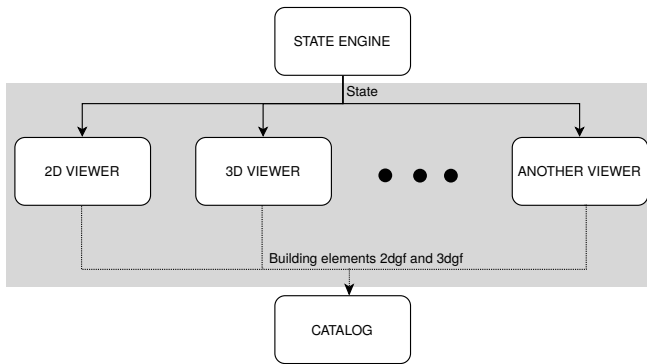 STATE ENGINE
State
2D VIEWER
3D VIEWER
ANOTHER VIEWER
Building elements 2dgf and 3dgf
CATALOG